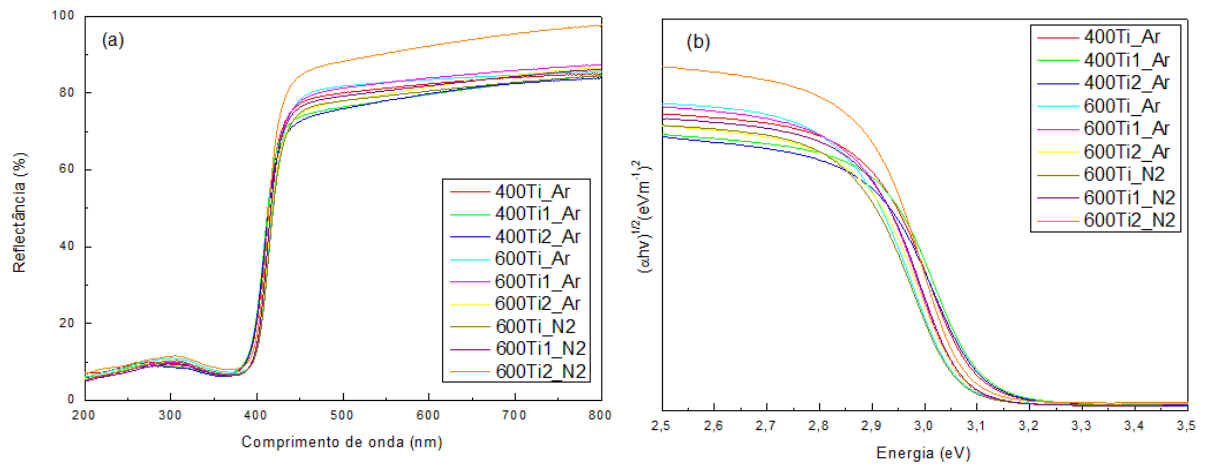 (a)
Reflectância (%)
100
80
60
40
20
0
200
300
400
500
600
700
800
Comprimento de onda (nm)
400Ti_Ar
400Ti1_Ar
400Ti2_Ar
600Ti_Ar
600Ti1_Ar
600Ti2_Ar
600Ti_N2
600Ti1_N2
600Ti2_N2
(b)
(αhν)1/2(eVm-1)2
2,5
2,6
2,7
2,8
2,9
3,0
3,1
3,2
3,3
3,4
3,5
Energia (eV)
400Ti_Ar
400Ti1_Ar
400Ti2_Ar
600Ti_Ar
600Ti1_Ar
600Ti2_Ar
600Ti_N2
600Ti1_N2
600Ti2_N2